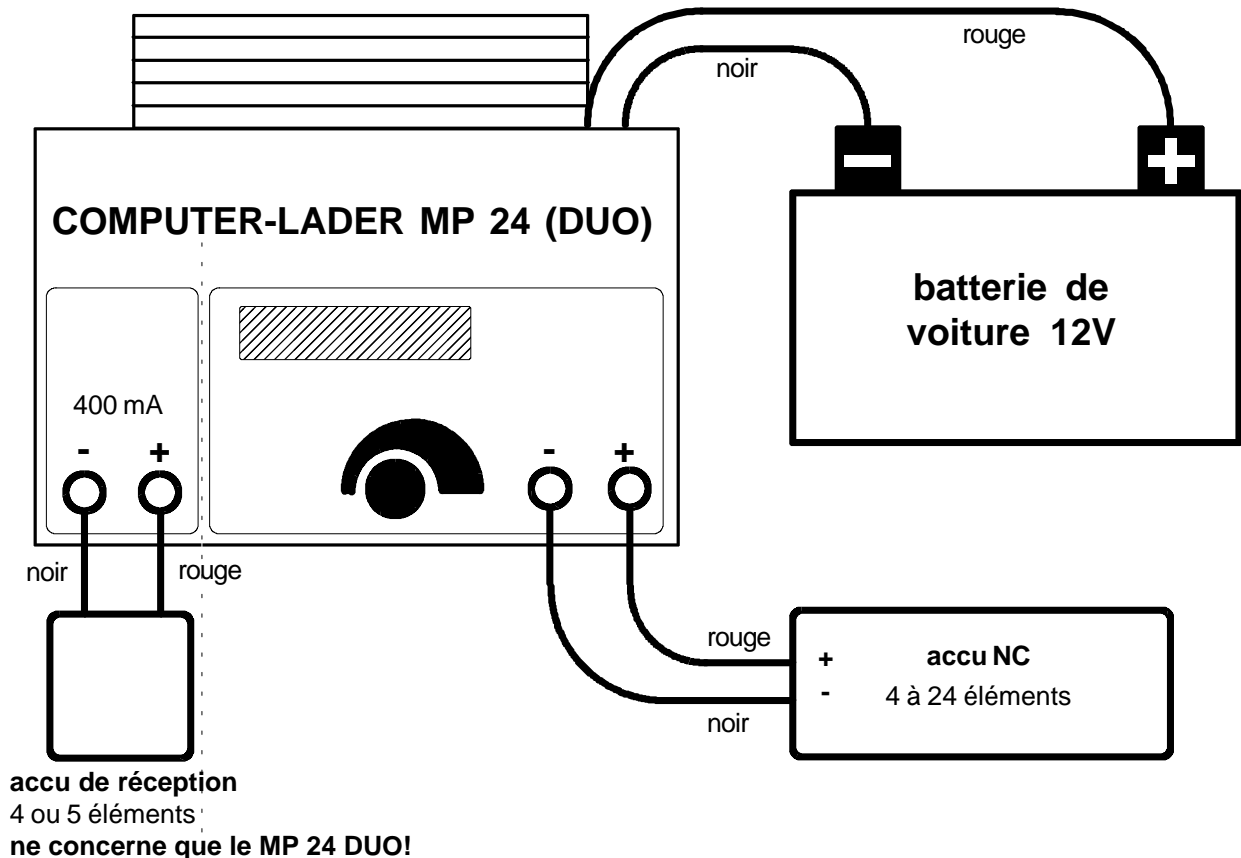 rouge
noir
COMPUTER-LADER MP 24 (DUO)
batterie de
voiture 12V
400 mA
- +
- +
noir
rouge
rouge
noir
+
-
accu NC
4 à 24 éléments
accu de réception
4 ou 5 éléments
ne concerne que le MP 24 DUO!